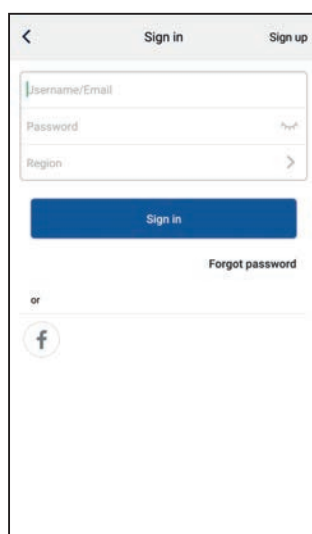 Sign in Sign up
Username/Email
Password
Region
Sign in
Forgot password
or
f